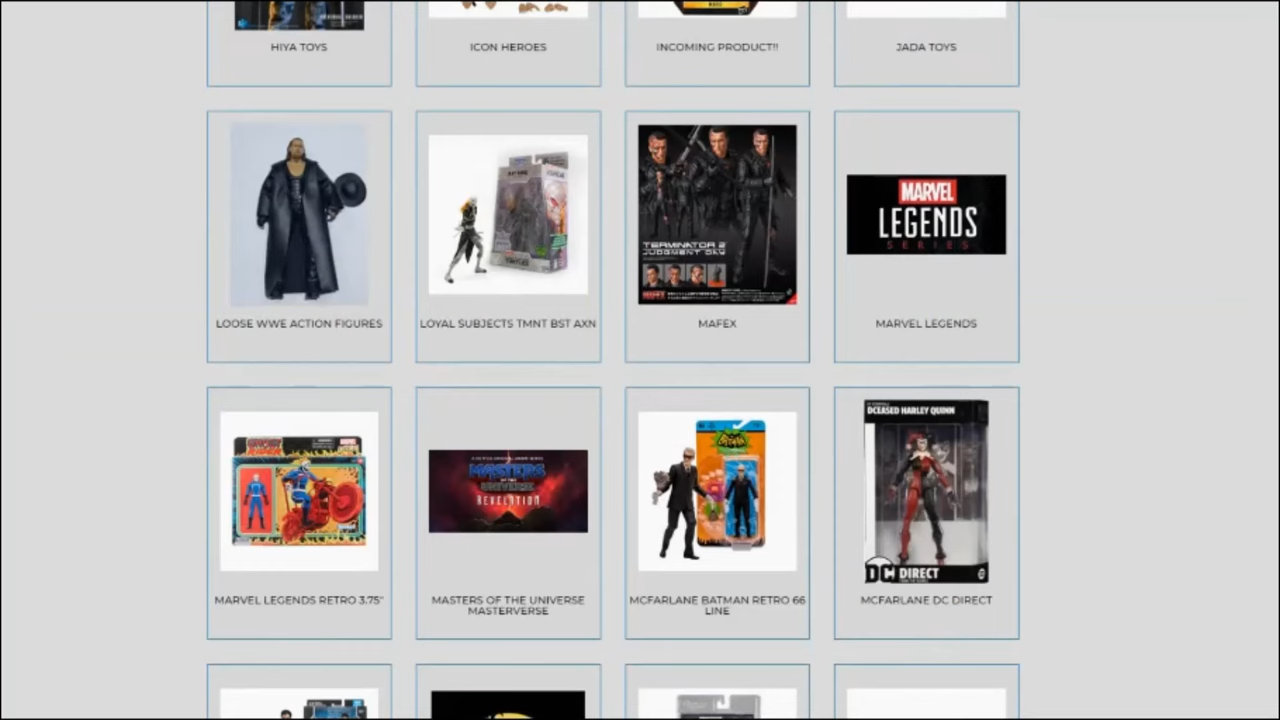 HIYA TOYS
ICON HEROES
INCOMING PRODUCT!!
JADA TOYS
TERMINATOR 2
JUDGMENT DAY
MARVEL
LEGENDS
SERIES
LOOSE WWE ACTION FIGURES
LOYAL SUBJECTS TMNT BST AXN
MAFEX
MARVEL LEGENDS
DCEASED HARLEY QUINN
MASTERS
OF THE
UNIVERSE
REVELATION
DC DIRECT
MARVEL LEGENDS RETRO 3.75"
MASTERS OF THE UNIVERSE
MASTERVERSE
MCFARLANE BATMAN RETRO 66
LINE
MCFARLANE DC DIRECT